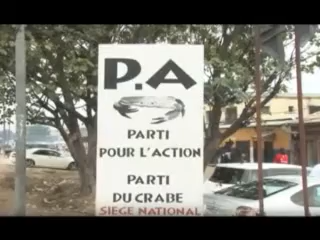 P.A
PARTI
POUR L'ACTION
PARTI
DU CRABE
SIEGE NATIONAL